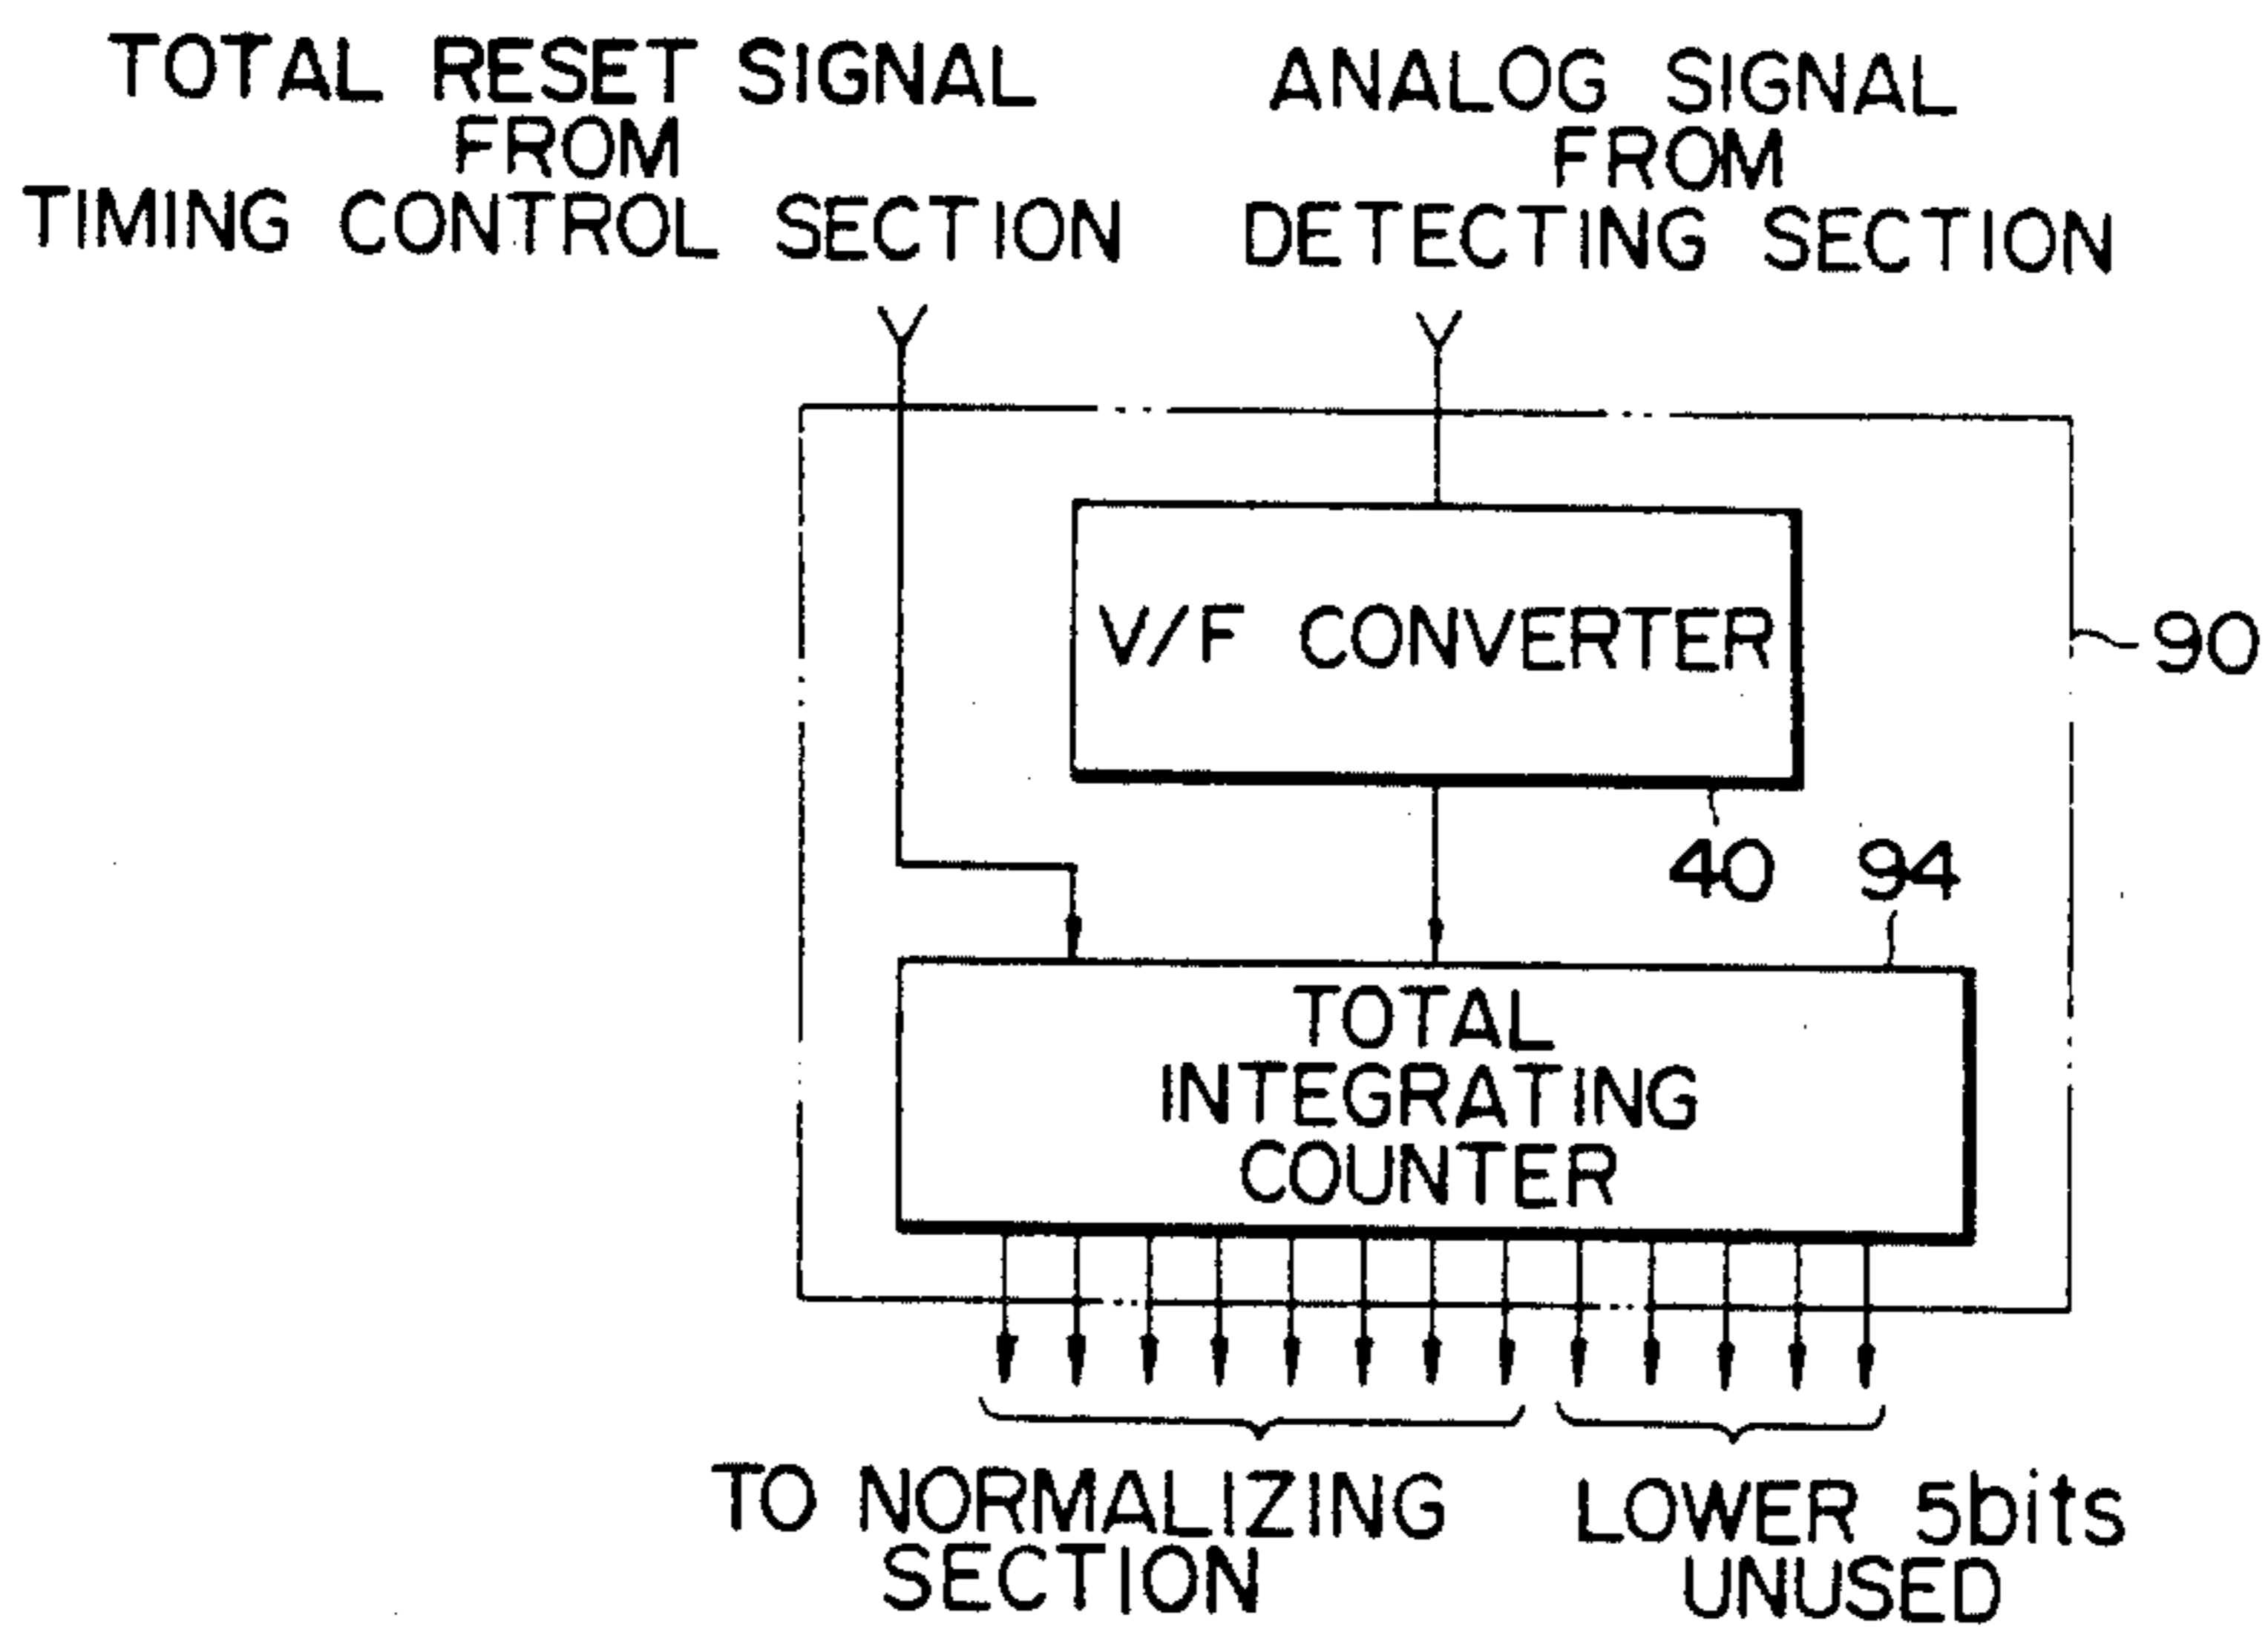 TOTAL RESET SIGNAL
FROM
TIMING CONTROL SECTION
ANALOG SIGNAL
FROM
DETECTING SECTION
V/F CONVERTER
90
40
94
TOTAL
INTEGRATING
COUNTER
TO NORMALIZING
SECTION
LOWER 5bits
UNUSED